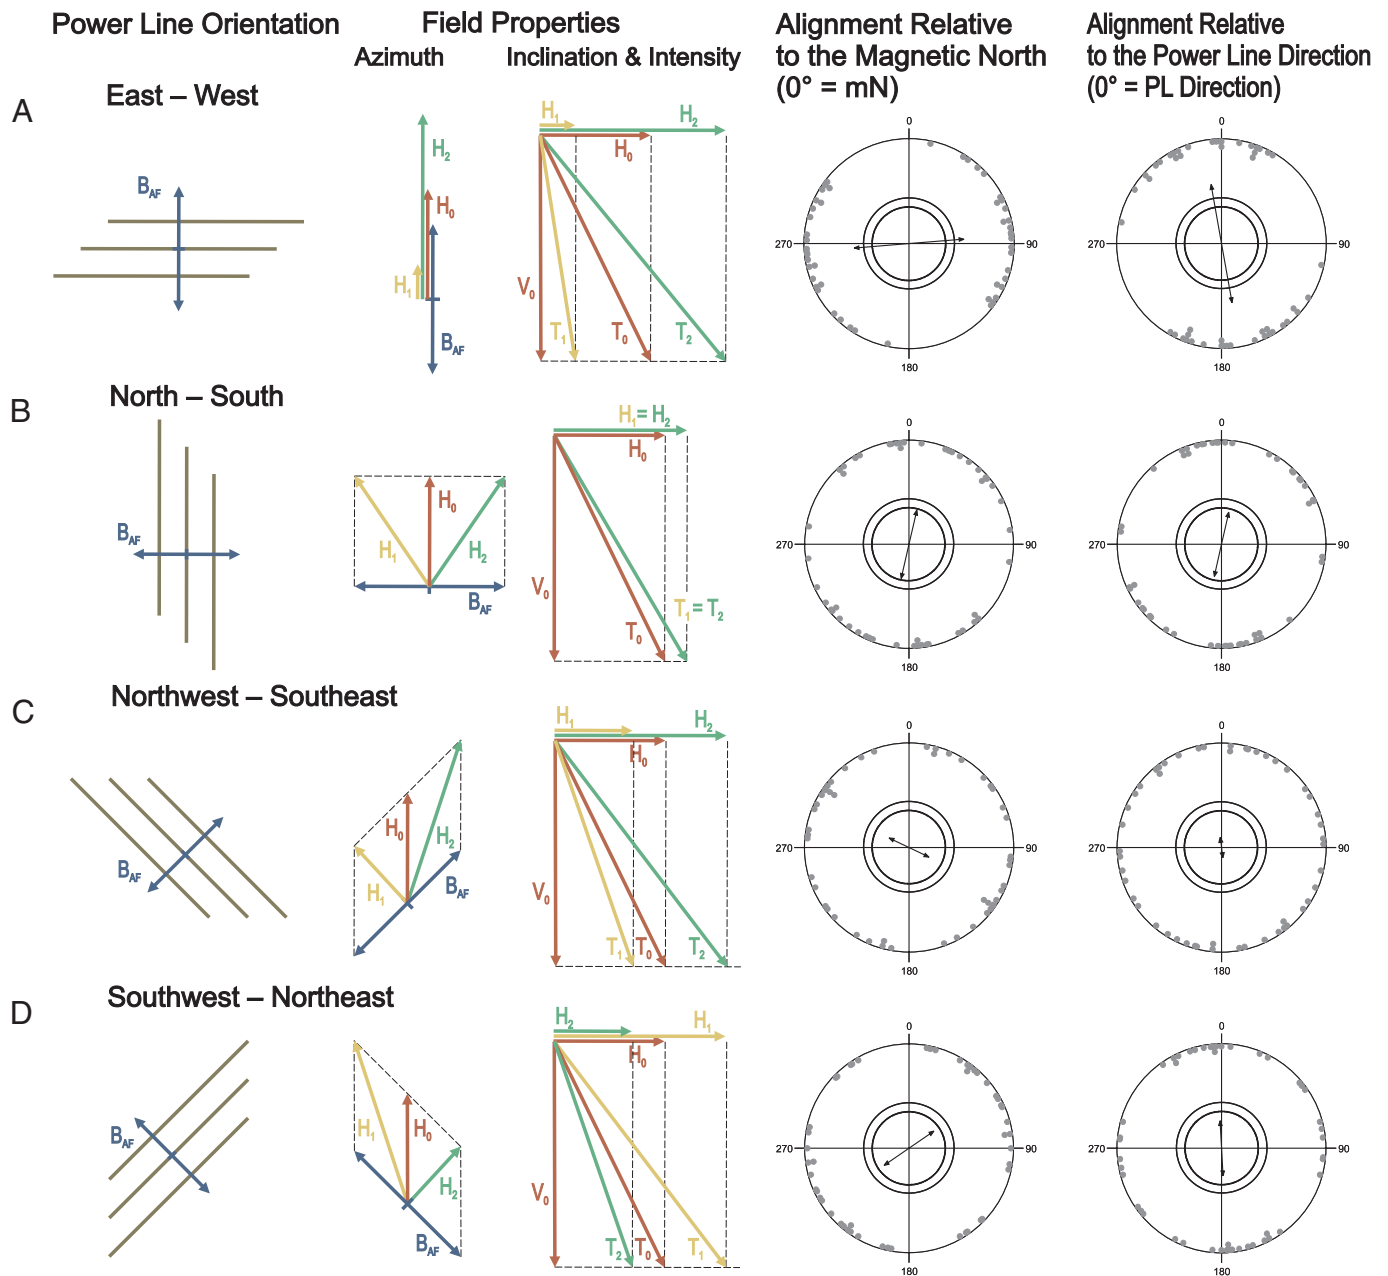 Power Line Orientation
Field Properties
Azimuth
Inclination & Intensity
Alignment Relative
to the Magnetic North
(0° = mN)
Alignment Relative
to the Power Line Direction
(0° = PL Direction)
A
East – West
BAF
H2
H0
H1
BAF
H1
H2
H0
V0
T1
T0
T2
0
270
90
180
0
270
90
180
B
North – South
BAF
H0
H1
H2
BAF
H1 = H2
H0
V0
T1 = T2
T0
0
270
90
180
0
270
90
180
C
Northwest – Southeast
BAF
H0
H2
H1
BAF
H1
H2
H0
V0
T1
T0
T2
0
270
90
180
0
270
90
180
D
Southwest – Northeast
BAF
H1
H0
H2
BAF
H2
H1
H0
V0
T2
T0
T1
0
270
90
180
0
270
90
180